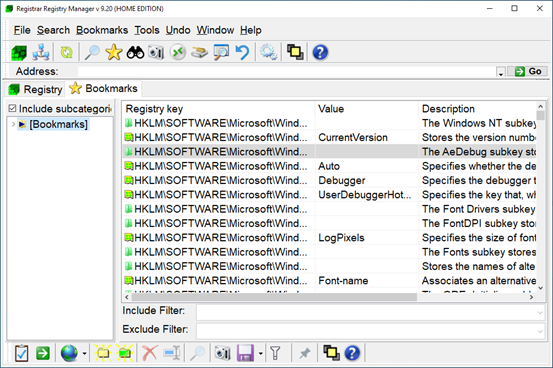 Registrar Registry Manager v 9.20 (HOME EDITION)
File Search Bookmarks Tools Undo Window Help
Address: Go
Registry Bookmarks
Include subcategori
[Bookmarks]
Registry key Value Description
HKLM\SOFTWARE\Microsoft\Wind... The Windows NT subkey
HKLM\SOFTWARE\Microsoft\Wind... CurrentVersion Stores the version numbe
HKLM\SOFTWARE\Microsoft\Wind... The AeDebug subkey sto
HKLM\SOFTWARE\Microsoft\Wind... Auto Specifies whether the de
HKLM\SOFTWARE\Microsoft\Wind... Debugger Specifies the debugger t
HKLM\SOFTWARE\Microsoft\Wind... UserDebuggerHot... Specifies the key that, wh
HKLM\SOFTWARE\Microsoft\Wind... The Font Drivers subkey
HKLM\SOFTWARE\Microsoft\Wind... The FontDPI subkey store
HKLM\SOFTWARE\Microsoft\Wind... LogPixels Specifies the size of font
HKLM\SOFTWARE\Microsoft\Wind... The Fonts subkey stores
HKLM\SOFTWARE\Microsoft\Wind... Stores the names of alte
HKLM\SOFTWARE\Microsoft\Wind... Font-name Associates an alternative
HKLM\SOFTWARE\Microsoft\Wind...
Include Filter:
Exclude Filter: